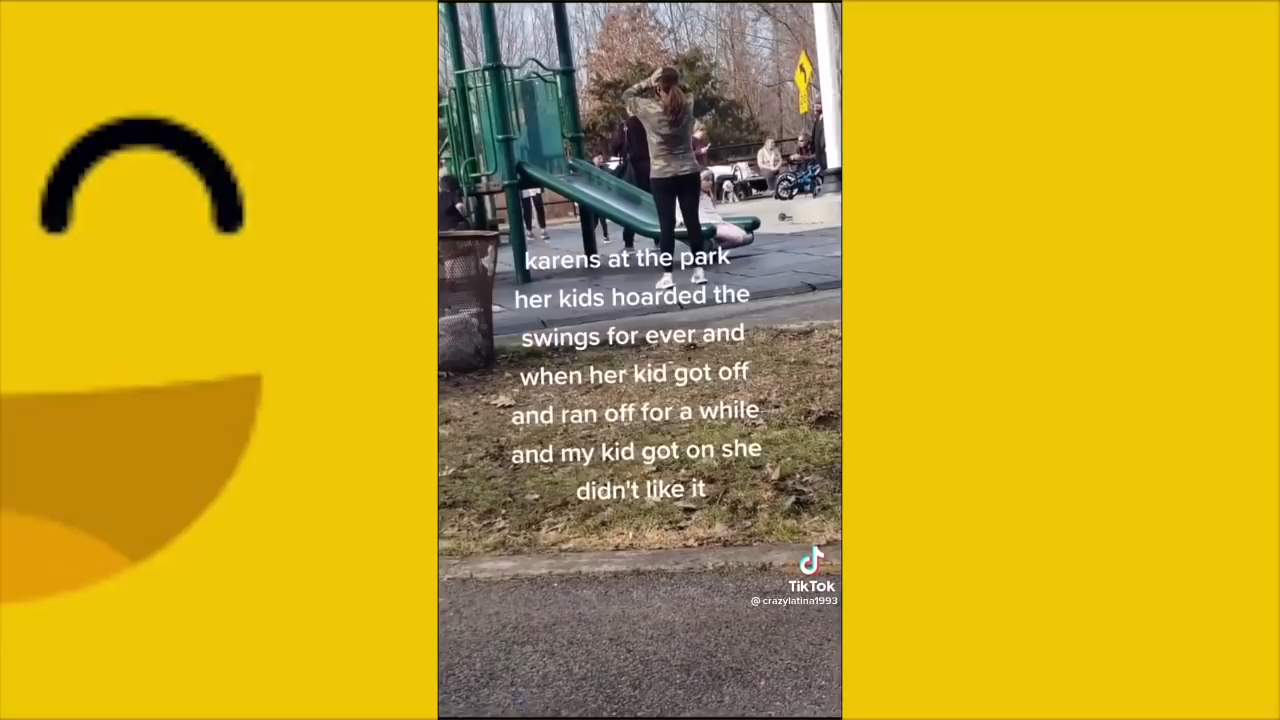 karens at the park
her kids hoarded the
swings for ever and
when her kid got off
and ran off for a while
and my kid got on she
didn't like it
TikTok
@crazylatina1993